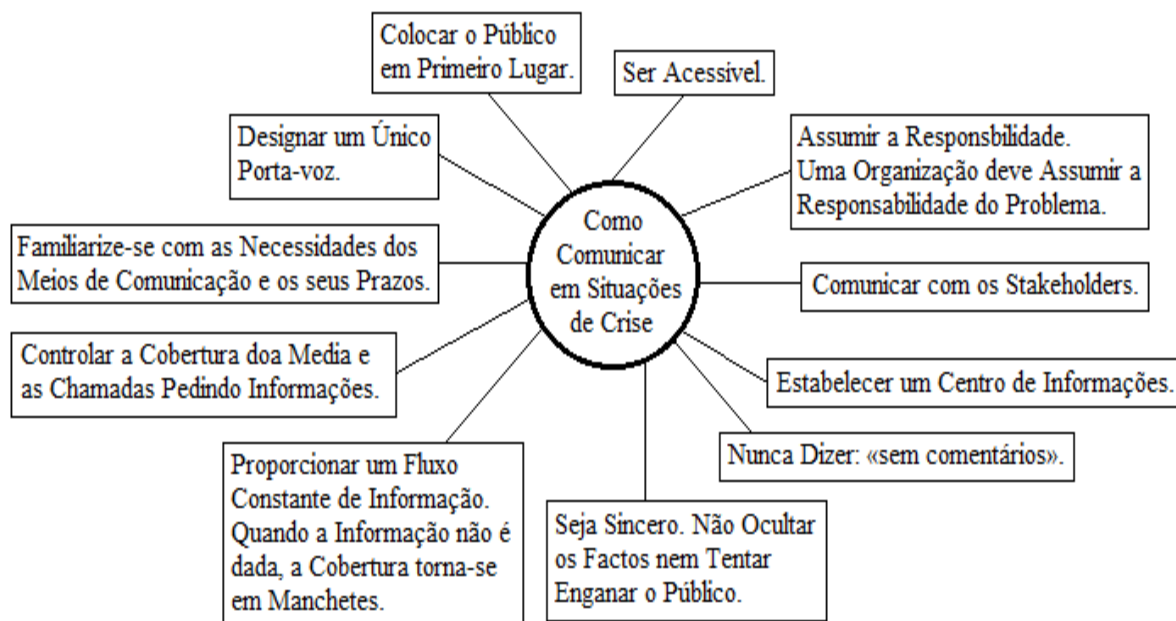 Colocar o Público
em Primeiro Lugar.
Ser Acessível.
Designar um Único
Porta-voz.
Assumir a Responsbilidade.
Uma Organização deve Assumir a
Responsabilidade do Problema.
Como
Comunicar
em Situações
de Crise
Familiarize-se com as Necessidades dos
Meios de Comunicação e os seus Prazos.
Comunicar com os Stakeholders.
Controlar a Cobertura doa Media e
as Chamadas Pedindo Informações.
Estabelecer um Centro de Informações.
Nunca Dizer: «sem comentários».
Proporcionar um Fluxo
Constante de Informação.
Quando a Informação não é
dada, a Cobertura torna-se
em Manchetes.
Seja Sincero. Não Ocultar
os Factos nem Tentar
Enganar o Público.